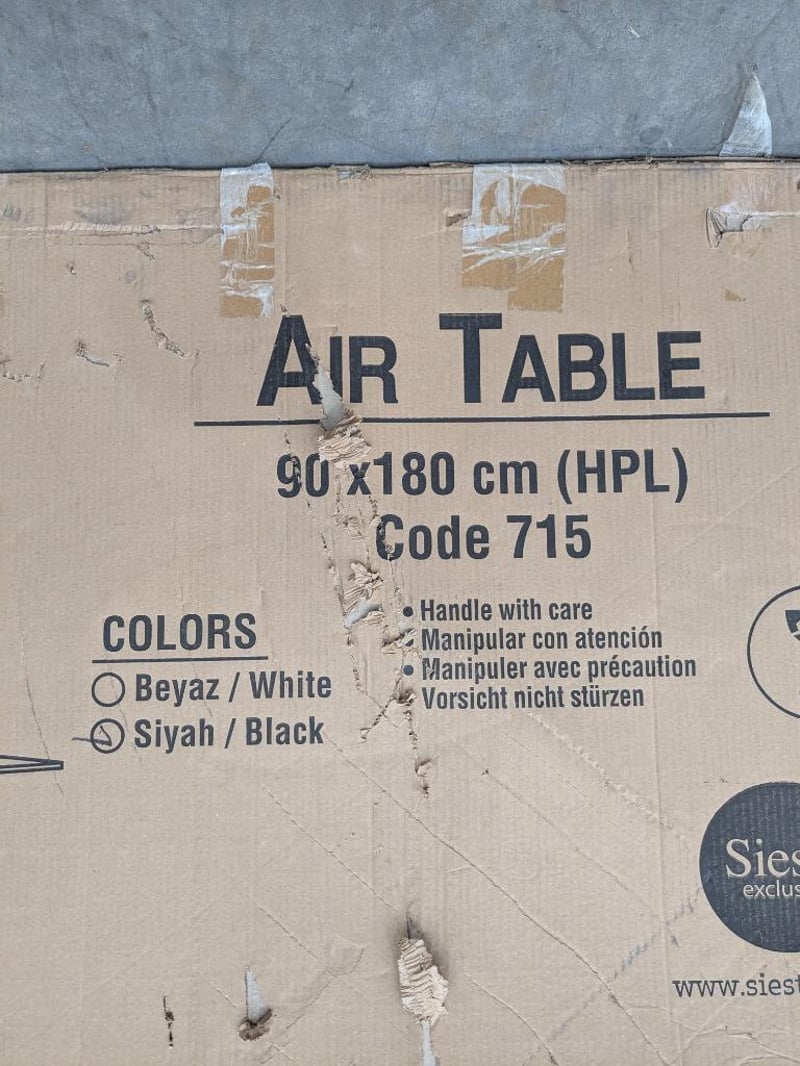 AIR TABLE
90 x180 cm (HPL)
Code 715
COLORS
Beyaz / White
Siyah / Black
• Handle with care
• Manipular con atención
• Manipuler avec précaution
Vorsicht nicht stürzen
Sies
exclus
www.siest